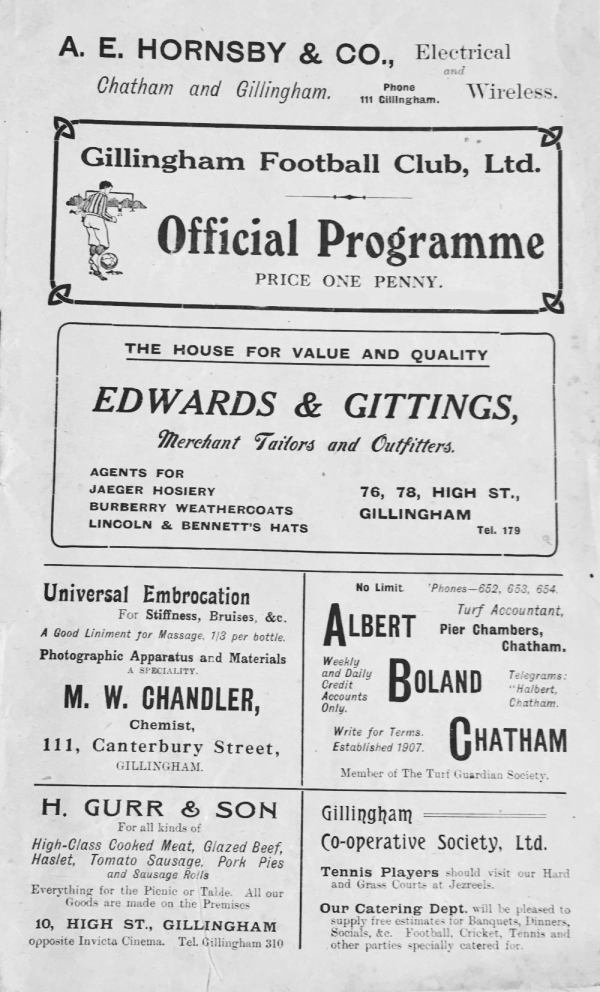 A. E. HORNSBY & CO., Electrical
and
Chatham and Gillingham. Phone 111 Gillingham. Wireless.
Gillingham Football Club, Ltd.
Official Programme
PRICE ONE PENNY.
THE HOUSE FOR VALUE AND QUALITY
EDWARDS & GITTINGS,
Merchant Tailors and Outfitters.
AGENTS FOR
JAEGER HOSIERY
BURBERRY WEATHERCOATS
LINCOLN & BENNETT'S HATS
76, 78, HIGH ST.,
GILLINGHAM
Tel. 179
Universal Embrocation
For Stiffness, Bruises, &c.
A Good Liniment for Massage, 1/3 per bottle.
Photographic Apparatus and Materials
A SPECIALITY.
M. W. CHANDLER,
Chemist,
111, Canterbury Street,
GILLINGHAM.
No Limit 'Phones—652, 653, 654.
ALBERT
Turf Accountant,
Pier Chambers,
Chatham.
Weekly
and Daily
Credit
Accounts
Only.
BOLAND
Telegrams:
"Halbert,
Chatham.
Write for Terms.
Established 1907.
CHATHAM
Member of The Turf Guardian Society.
H. GURR & SON
For all kinds of
High-Class Cooked Meat, Glazed Beef,
Haslet, Tomato Sausage, Pork Pies
and Sausage Rolls
Everything for the Picnic or Table. All our
Goods are made on the Premises
10, HIGH ST., GILLINGHAM
opposite Invicta Cinema. Tel. Gillingham 310
Gillingham
Co-operative Society, Ltd.
Tennis Players should visit our Hard
and Grass Courts at Jezreels.
Our Catering Dept. will be pleased to
supply free estimates for Banquets, Dinners,
Socials, &c. Football, Cricket, Tennis and
other parties specially catered for.